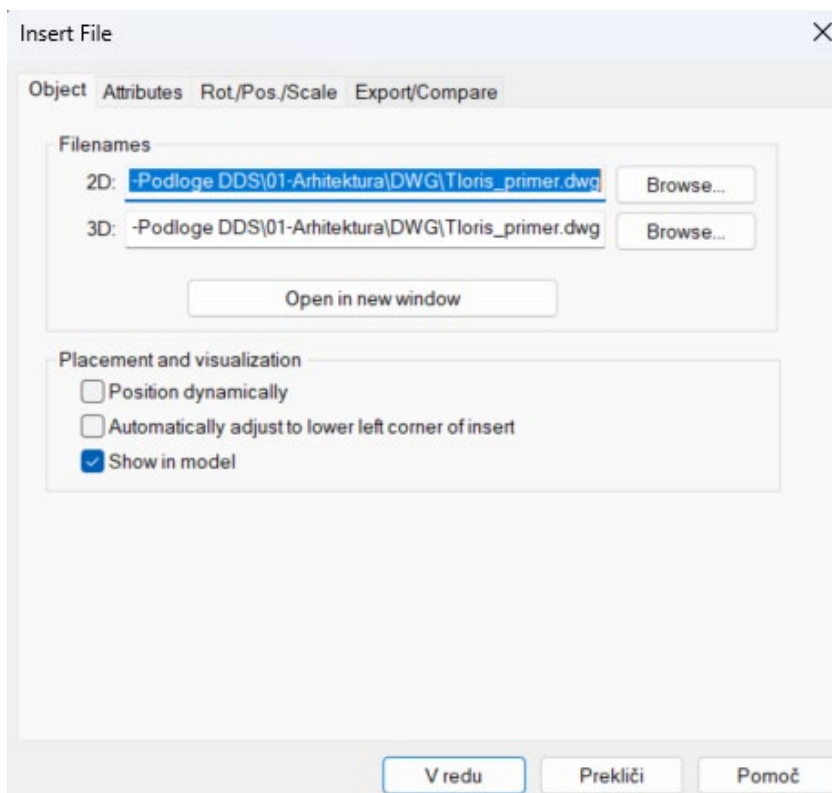 Insert File
Object Attributes Rot./Pos./Scale Export/Compare
Filenames
2D: -Podloge DDS\01-Arhitektura\DWG\Tloris_primer.dwg Browse...
3D: -Podloge DDS\01-Arhitektura\DWG\Tloris_primer.dwg Browse...
Open in new window
Placement and visualization
Position dynamically
Automatically adjust to lower left corner of insert
Show in model
V redu Prekliči Pomoč